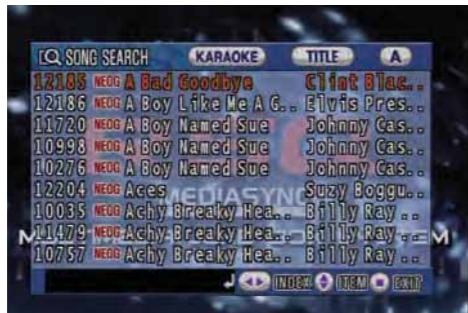 SONG SEARCH KARAOKE TITLE A
12185 NEOG A Bad Goodbye Clint Blac..
12186 NEOG A Boy Like Me A G.. Elvis Pres..
11720 NEOG A Boy Named Sue Johnny Cas..
10998 NEOG A Boy Named Sue Johnny Cas..
10276 NEOG A Boy Named Sue Johnny Cas..
12204 NEOG Aces Suzy Boggu..
MEDIASYNC
10035 NEOG Achy Breaky Hea.. Billy Ray ..
11479 NEOG Achy Breaky Hea.. Billy Ray ..
10757 NEOG Achy Breaky Hea.. Billy Ray ..
INDEX ITEM EXIT